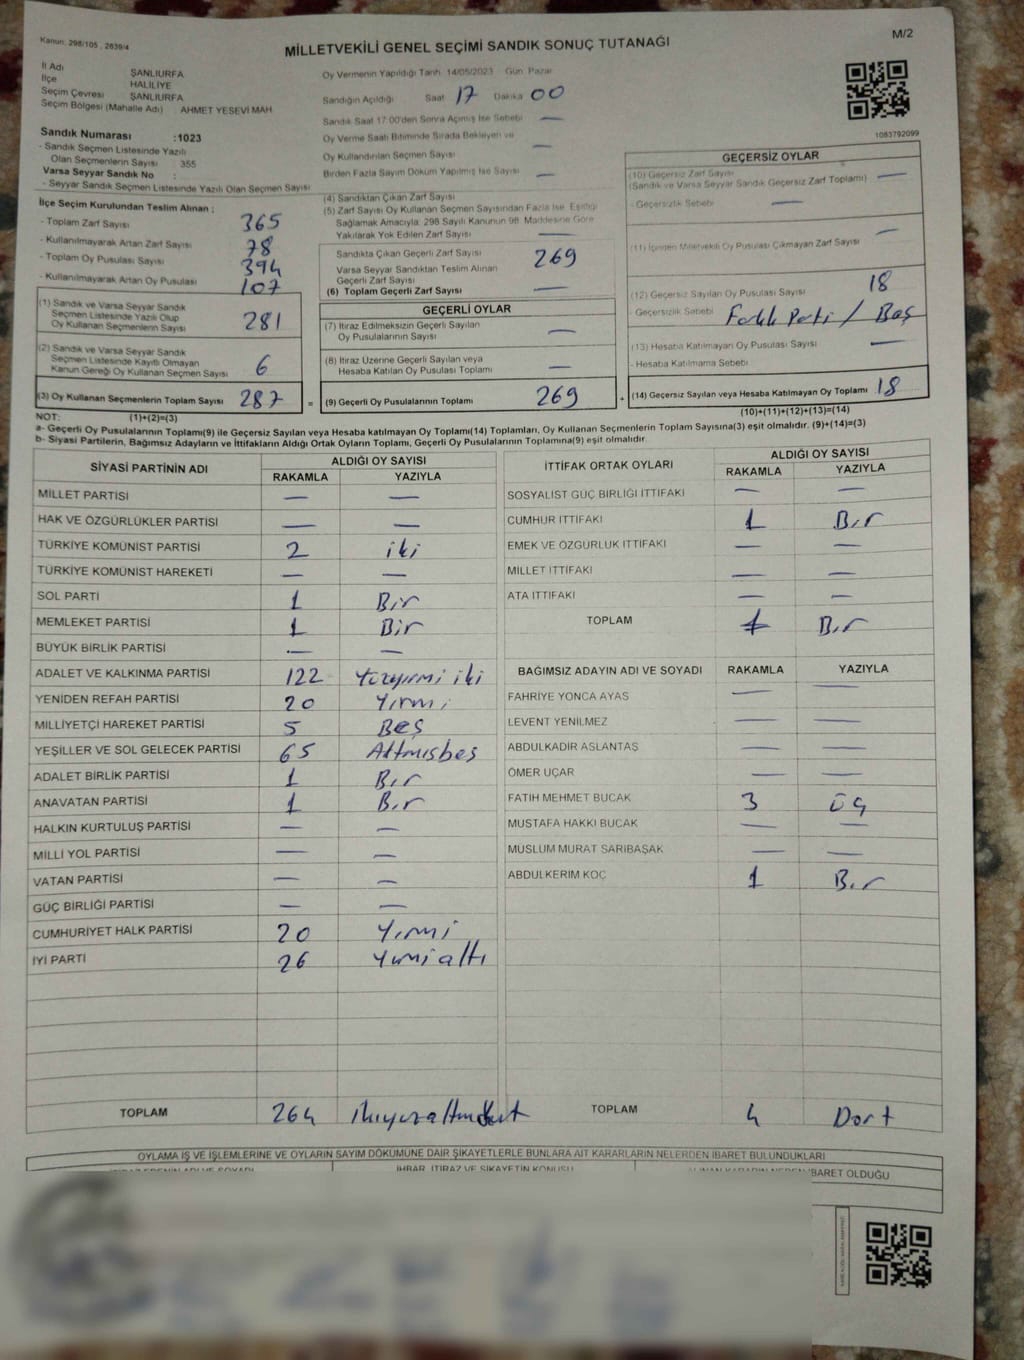 Kanun: 298/105 , 2839/4
MİLLETVEKİLİ GENEL SEÇİMİ SANDIK SONUÇ TUTANAĞI
M/2
İl Adı ŞANLIURFA
İlçe HALİLİYE
Seçim Çevresi ŞANLIURFA
Seçim Bölgesi (Mahalle Adı) : AHMET YESEVİ MAH
Sandık Numarası :1023
- Sandık Seçmen Listesinde Yazılı
Olan Seçmenlerin Sayısı 355
Varsa Seyyar Sandık No :
- Seyyar Sandık Seçmen Listesinde Yazılı Olan Seçmen Sayısı
Oy Vermenin Yapıldığı Tarih 14/05/2023 Gün Pazar
Sandığın Açıldığı Saat 17 Dakika 00
Sandık Saat 17:00'den Sonra Açımış İse Sebebi —
Oy Verme Saati Bitiminde Sırada Bekleyen ve
Oy Kullandırılan Seçmen Sayısı —
Birden Fazla Sayım Döküm Yapılmış İse Sayısı —
1083792099
İlçe Seçim Kurulundan Teslim Alınan :
- Toplam Zarf Sayısı 365
- Kullanılmayarak Artan Zarf Sayısı 78
- Toplam Oy Pusulası Sayısı 394
- Kullanılmayarak Artan Oy Pusulası 107
(1) Sandık ve Varsa Seyyar Sandık
Seçmen Listesinde Yazılı Olup
Oy Kullanan Seçmenlerin Sayısı 281
(2) Sandık ve Varsa Seyyar Sandık
Seçmen Listesinde Kayıtlı Olmayan
Kanun Gereği Oy Kullanan Seçmen Sayısı 6
(3) Oy Kullanan Seçmenlerin Toplam Sayısı 287
(4) Sandıktan Çıkan Zarf Sayısı
(5) Zarf Sayısı Oy Kullanan Seçmen Sayısından Fazla İse, Eşitliği
Sağlamak Amacıyla, 298 Sayılı Kanunun 98. Maddesine Göre
Yakılarak Yok Edilen Zarf Sayısı —
Sandıkta Çıkan Geçerli Zarf Sayısı 269
Varsa Seyyar Sandıktan Teslim Alınan
Geçerli Zarf Sayısı
(6) Toplam Geçerli Zarf Sayısı —
GEÇERLİ OYLAR
(7) İtiraz Edilmeksizin Geçerli Sayılan
Oy Pusulalarının Sayısı —
(8) İtiraz Üzerine Geçerli Sayılan veya
Hesaba Katılan Oy Pusulası Toplamı —
= (9) Geçerli Oy Pusulalarının Toplamı 269
GEÇERSİZ OYLAR
(10) Geçersiz Zarf Sayısı —
(Sandık ve Varsa Seyyar Sandık Geçersiz Zarf Toplamı)
- Geçersizlik Sebebi —
(11) İçinden Milletvekili Oy Pusulası Çıkmayan Zarf Sayısı —
(12) Geçersiz Sayılan Oy Pusulası Sayısı 18
- Geçersizlik Sebebi Farklı Parti / Boş
(13) Hesaba Katılmayan Oy Pusulası Sayısı —
- Hesaba Katılmama Sebebi
+ (14) Geçersiz Sayılan veya Hesaba Katılmayan Oy Toplamı 18
NOT: (1)+(2)=(3)
(10)+(11)+(12)+(13)=(14)
a- Geçerli Oy Pusulalarının Toplamı(9) ile Geçersiz Sayılan veya Hesaba katılmayan Oy Toplamı(14) Toplamları, Oy Kullanan Seçmenlerin Toplam Sayısına(3) eşit olmalıdır. (9)+(14)=(3)
b- Siyasi Partilerin, Bağımsız Adayların ve İttifakların Aldığı Ortak Oyların Toplamı, Geçerli Oy Pusulalarının Toplamına(9) eşit olmalıdır.
SİYASİ PARTİNİN ADI ALDIĞI OY SAYISI
RAKAMLA YAZIYLA
MİLLET PARTİSİ — —
HAK VE ÖZGÜRLÜKLER PARTİSİ — —
TÜRKİYE KOMÜNİST PARTİSİ 2 iki
TÜRKİYE KOMÜNİST HAREKETİ — —
SOL PARTİ 1 Bir
MEMLEKET PARTİSİ 1 Bir
BÜYÜK BİRLİK PARTİSİ — —
ADALET VE KALKINMA PARTİSİ 122 Yüzyirmi iki
YENİDEN REFAH PARTİSİ 20 Yirmi
MİLLİYETÇİ HAREKET PARTİSİ 5 Beş
YEŞİLLER VE SOL GELECEK PARTİSİ 65 Altmışbeş
ADALET BİRLİK PARTİSİ 1 Bir
ANAVATAN PARTİSİ 1 Bir
HALKIN KURTULUŞ PARTİSİ — —
MİLLİ YOL PARTİSİ — —
VATAN PARTİSİ — —
GÜÇ BİRLİĞİ PARTİSİ — —
CUMHURİYET HALK PARTİSİ 20 Yirmi
İYİ PARTİ 26 Yirmi altı
TOPLAM 264
İTTİFAK ORTAK OYLARI ALDIĞI OY SAYISI
RAKAMLA YAZIYLA
SOSYALİST GÜÇ BİRLİĞİ İTTİFAKI — —
CUMHUR İTTİFAKI 1 Bir
EMEK VE ÖZGÜRLÜK İTTİFAKI — —
MİLLET İTTİFAKI — —
ATA İTTİFAKI — —
TOPLAM 1 Bir
BAĞIMSIZ ADAYIN ADI VE SOYADI RAKAMLA YAZIYLA
FAHRİYE YONCA AYAS — —
LEVENT YENİLMEZ — —
ABDULKADİR ASLANTAŞ — —
ÖMER UÇAR — —
FATİH MEHMET BUCAK 3 üç
MUSTAFA HAKKI BUCAK — —
MUSLUM MURAT SARIBAŞAK — —
ABDULKERİM KOÇ 1 Bir
TOPLAM 4 Dört
OYLAMA İŞ VE İŞLEMLERİNE VE OYLARIN SAYIM DÖKÜMÜNE DAİR ŞİKAYETLERLE BUNLARA AİT KARARLARIN NELERDEN İBARET BULUNDUKLARI
İHBAR, İTİRAZ VE ŞİKAYETİN KONUSU
İBARET OLDUĞU